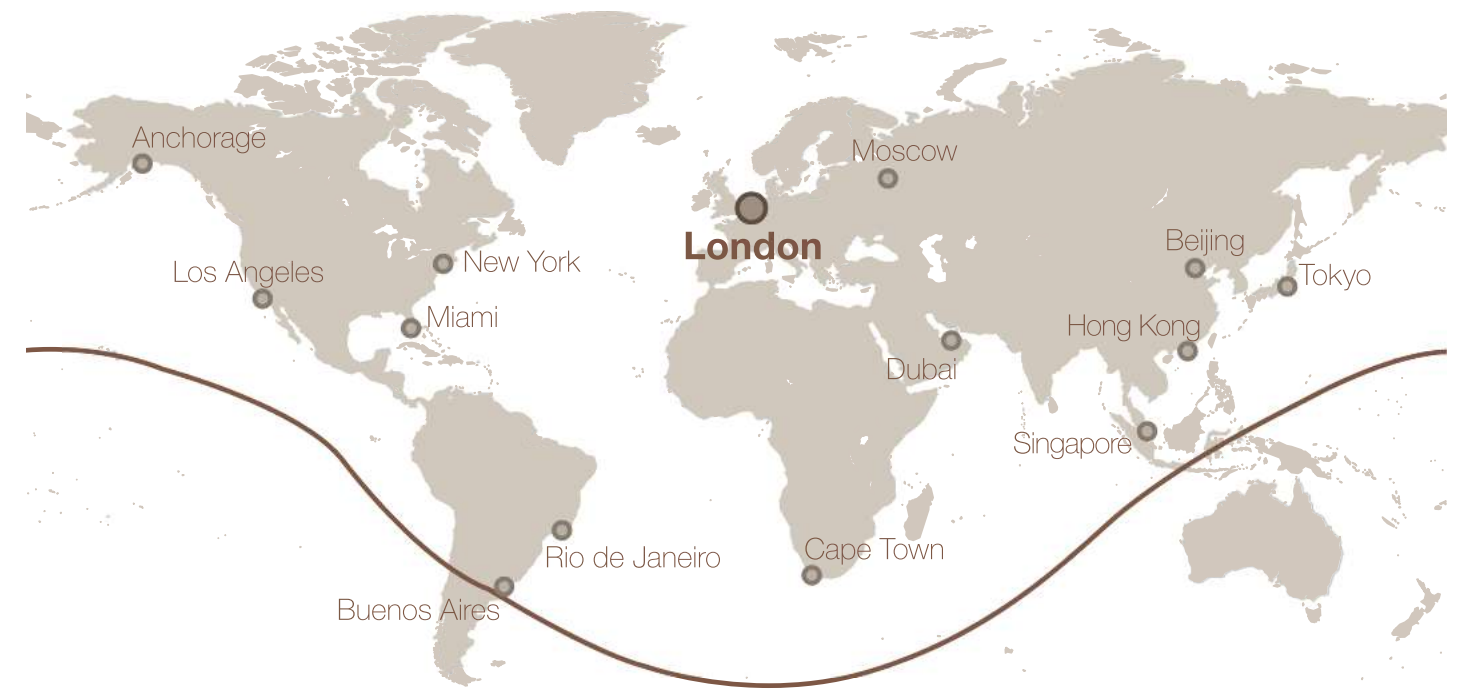 Anchorage
Moscow
London
Beijing
New York
Los Angeles
Tokyo
Miami
Hong Kong
Dubai
Singapore
Cape Town
Rio de Janeiro
Buenos Aires